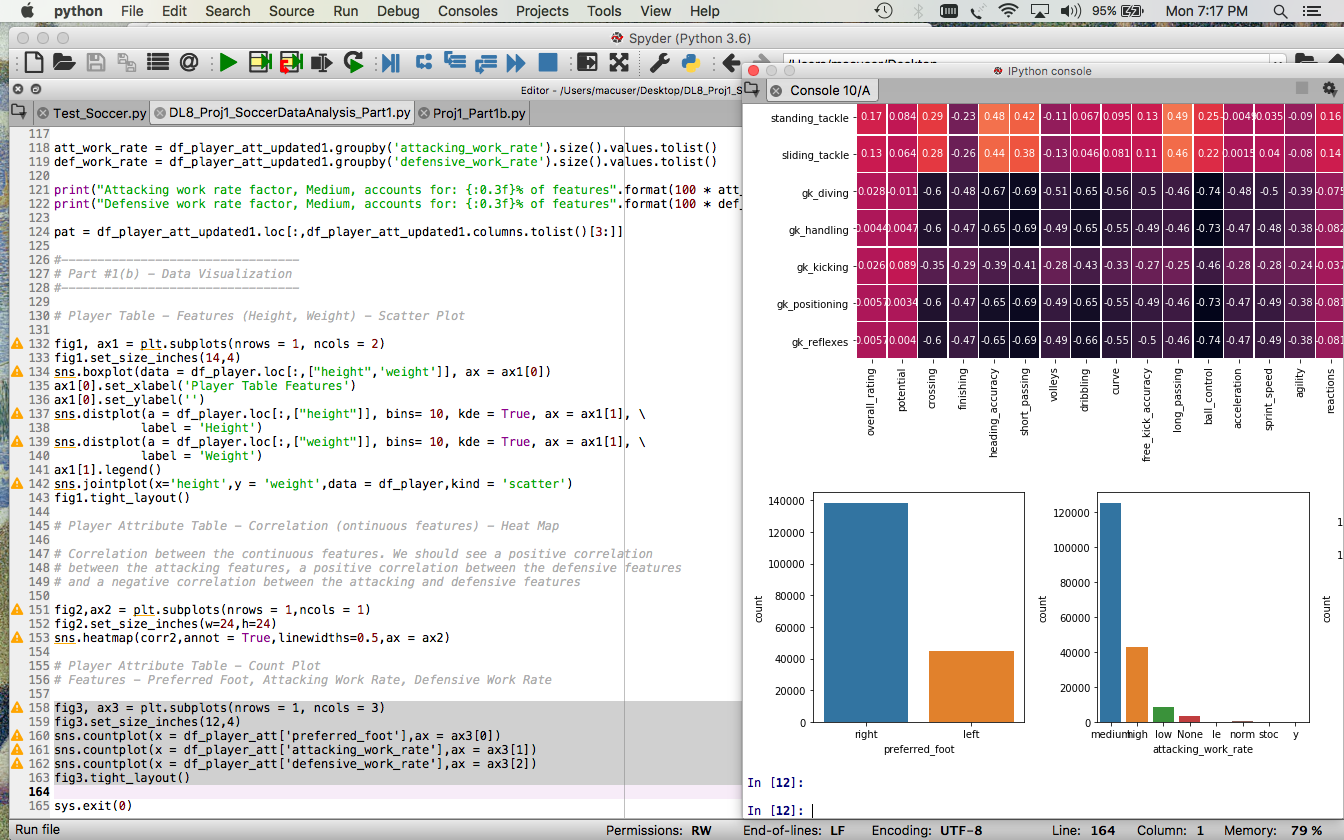 python File Edit Search Source Run Debug Consoles Projects Tools View Help 95% Mon 7:17 PM
Spyder (Python 3.6)
Editor - /Users/macuser/Desktop/DL8_Proj1_S
Test_Soccer.py DL8_Proj1_SoccerDataAnalysis_Part1.py Proj1_Part1b.py
117
118 att_work_rate = df_player_att_updated1.groupby('attacking_work_rate').size().values.tolist()
119 def_work_rate = df_player_att_updated1.groupby('defensive_work_rate').size().values.tolist()
120
121 print("Attacking work rate factor, Medium, accounts for: {:0.3f}% of features".format(100 * att_
122 print("Defensive work rate factor, Medium, accounts for: {:0.3f}% of features".format(100 * def_
123
124 pat = df_player_att_updated1.loc[:,df_player_att_updated1.columns.tolist()[3:]]
125
126 #----------------------------------
127 # Part #1(b) - Data Visualization
128 #----------------------------------
129
130 # Player Table - Features (Height, Weight) - Scatter Plot
131
132 fig1, ax1 = plt.subplots(nrows = 1, ncols = 2)
133 fig1.set_size_inches(14,4)
134 sns.boxplot(data = df_player.loc[:,["height",'weight']], ax = ax1[0])
135 ax1[0].set_xlabel('Player Table Features')
136 ax1[0].set_ylabel('')
137 sns.distplot(a = df_player.loc[:,["height"]], bins= 10, kde = True, ax = ax1[1], \
138 label = 'Height')
139 sns.distplot(a = df_player.loc[:,["weight"]], bins= 10, kde = True, ax = ax1[1], \
140 label = 'Weight')
141 ax1[1].legend()
142 sns.jointplot(x='height',y = 'weight',data = df_player,kind = 'scatter')
143 fig1.tight_layout()
144
145 # Player Attribute Table - Correlation (ontinuous features) - Heat Map
146
147 # Correlation between the continuous features. We should see a positive correlation
148 # between the attacking features, a positive correlation between the defensive features
149 # and a negative correlation between the attacking and defensive features
150
151 fig2,ax2 = plt.subplots(nrows = 1,ncols = 1)
152 fig2.set_size_inches(w=24,h=24)
153 sns.heatmap(corr2,annot = True,linewidths=0.5,ax = ax2)
154
155 # Player Attribute Table - Count Plot
156 # Features - Preferred Foot, Attacking Work Rate, Defensive Work Rate
157
158 fig3, ax3 = plt.subplots(nrows = 1, ncols = 3)
159 fig3.set_size_inches(12,4)
160 sns.countplot(x = df_player_att['preferred_foot'],ax = ax3[0])
161 sns.countplot(x = df_player_att['attacking_work_rate'],ax = ax3[1])
162 sns.countplot(x = df_player_att['defensive_work_rate'],ax = ax3[2])
163 fig3.tight_layout()
164
165 sys.exit(0)
IPython console
Console 10/A
standing_tackle 0.17 0.084 0.29 -0.23 0.48 0.42 -0.11 0.067 0.095 0.13 0.49 0.25 -0.0049 0.035 -0.09 0.16
sliding_tackle 0.13 0.064 0.28 -0.26 0.44 0.38 -0.13 0.046 0.081 0.11 0.46 0.22 0.0015 0.04 -0.08 0.14
gk_diving 0.028 -0.011 -0.6 -0.48 -0.67 -0.69 -0.51 -0.65 -0.56 -0.5 -0.46 -0.74 -0.48 -0.5 -0.39 -0.075
gk_handling 0.0044 0.0047 -0.6 -0.47 -0.65 -0.69 -0.49 -0.65 -0.55 -0.49 -0.46 -0.73 -0.47 -0.48 -0.38 -0.082
gk_kicking 0.026 0.089 -0.35 -0.29 -0.39 -0.41 -0.28 -0.43 -0.33 -0.27 -0.25 -0.46 -0.28 -0.28 -0.24 -0.037
gk_positioning 0.0057 0.0034 -0.6 -0.47 -0.65 -0.69 -0.49 -0.65 -0.55 -0.49 -0.46 -0.73 -0.47 -0.49 -0.38 -0.081
gk_reflexes 0.0057 0.004 -0.6 -0.47 -0.65 -0.69 -0.49 -0.66 -0.55 -0.5 -0.46 -0.74 -0.47 -0.49 -0.38 -0.081
overall_rating potential crossing finishing heading_accuracy short_passing volleys dribbling curve free_kick_accuracy long_passing ball_control acceleration sprint_speed agility reactions
140000
120000
100000
80000
60000
40000
20000
0
count
right left
preferred_foot
120000
100000
80000
60000
40000
20000
0
count
medium high low None le norm stoc y
attacking_work_rate
count
1
1
In [12]:
In [12]:
Run file Permissions: RW End-of-lines: LF Encoding: UTF-8 Line: 164 Column: 1 Memory: 79 %